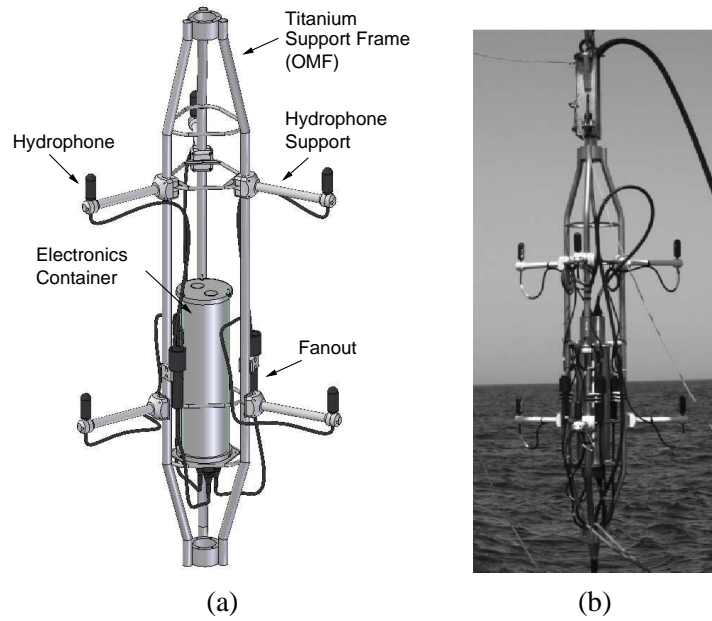 Titanium
Support Frame
(OMF)
Hydrophone
Hydrophone
Support
Electronics
Container
Fanout
(a)
(b)